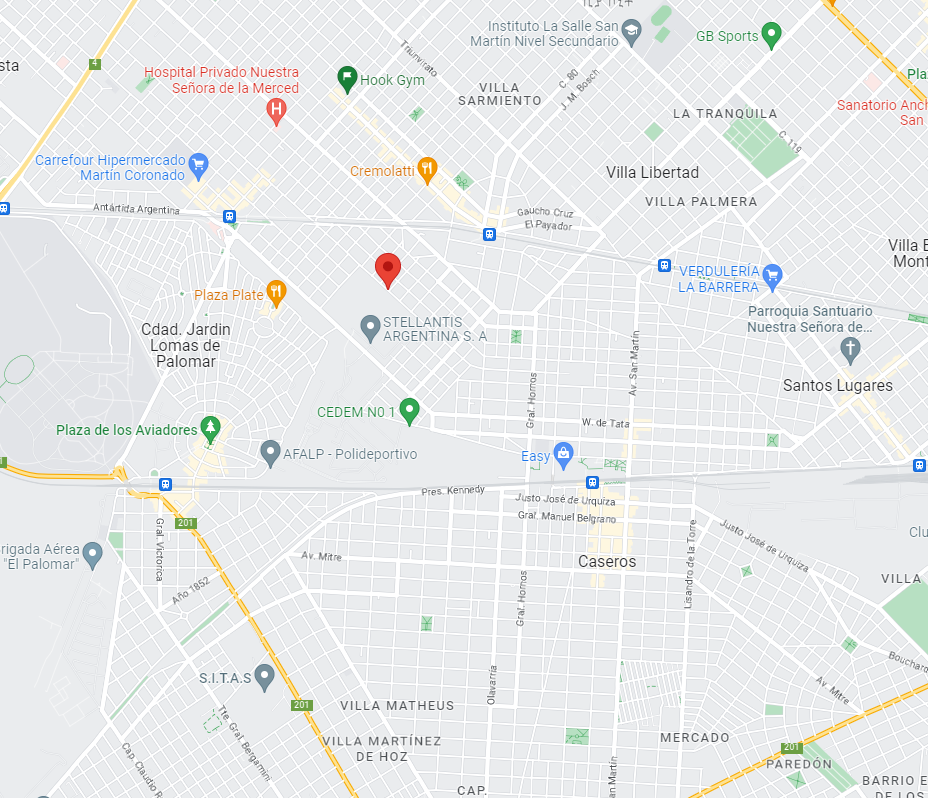 Instituto La Salle San
Martín Nivel Secundario
GB Sports
Triunvirato
4
Hospital Privado Nuestra
Señora de la Merced
Hook Gym
VILLA
SARMIENTO
C. 80
J. M. Bosch
LA TRANQUILA
C. 119
Sanatorio Anch
San
Carrefour Hipermercado
Martín Coronado
Cremolatti
Villa Libertad
VILLA PALMERA
Antártida Argentina
Gaucho Cruz
El Payador
Villa B
Mont
VERDULERÍA
LA BARRERA
Plaza Plate
Parroquia Santuario
Nuestra Señora de...
STELLANTIS
ARGENTINA S. A
Cdad. Jardin
Lomas de
Palomar
Av. San Martín
Gral. Hornos
Santos Lugares
CEDEM N0 1
W. de Tata
Plaza de los Aviadores
AFALP - Polideportivo
Easy
Pres. Kennedy
Justo José de Urquiza
Gral. Manuel Belgrano
201
Gral. Victorica
Lisandro de la Torre
Justo José de Urquiza
Clu
rigada Aérea
"El Palomar"
Av. Mitre
Caseros
Año 1852
Gral. Hornos
VILLA
S.I.T.A.S
Olavarría
Bouchard
Av. Mitre
201
VILLA MATHEUS
Tte. Gral. Belgamini
VILLA MARTÍNEZ
DE HOZ
MERCADO
201
PAREDÓN
Cap. Claudio R
an Martín
CAP.
BARRIO E
DE LOS